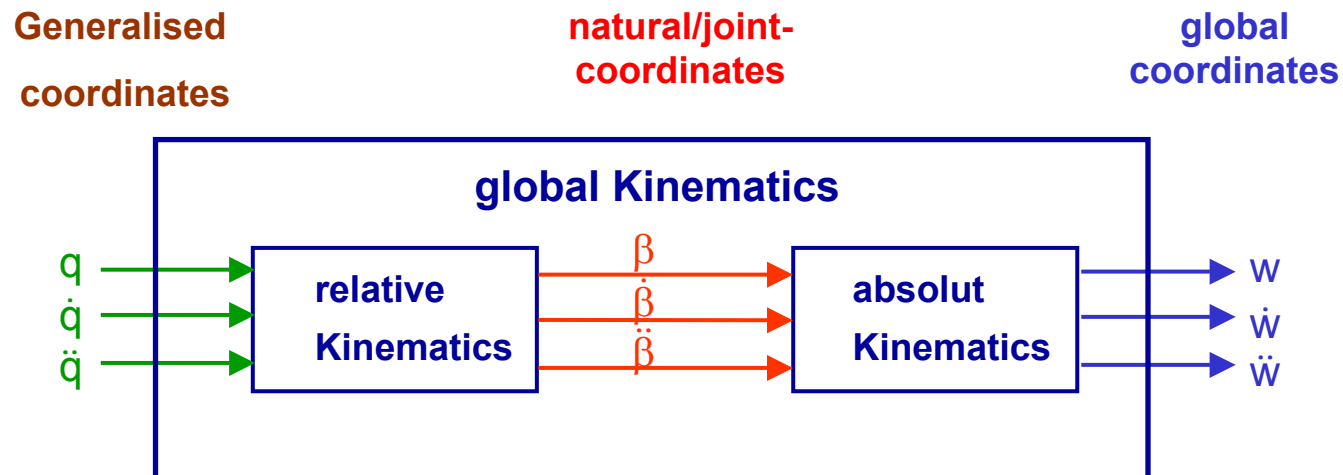 Generalised
coordinates
natural/joint-
coordinates
global
coordinates
global Kinematics
q
q̇
q̈
relative
Kinematics
β
β̇
β̈
absolut
Kinematics
w
ẇ
ẅ